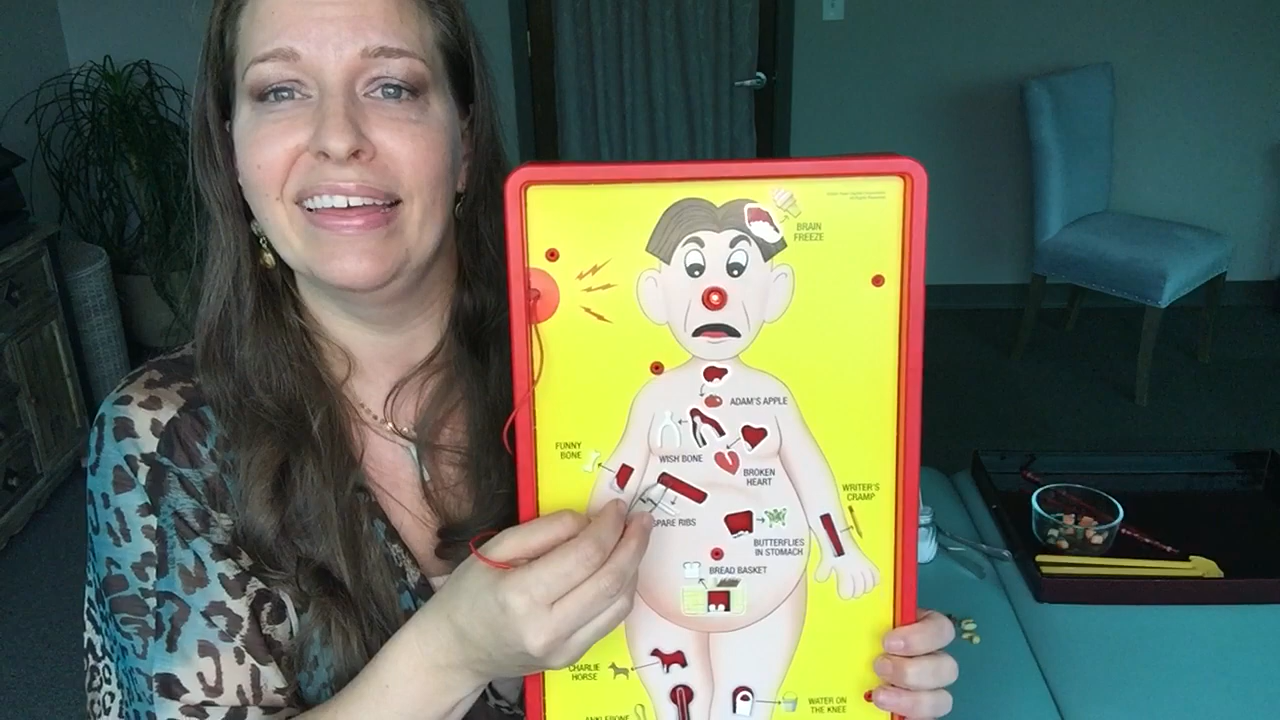 BRAIN
FREEZE
ADAM'S APPLE
FUNNY
BONE
WISH BONE
BROKEN
HEART
WRITER'S
CRAMP
SPARE RIBS
BUTTERFLIES
IN STOMACH
BREAD BASKET
CHARLIE
HORSE
WATER ON
THE KNEE
ANKLEBONE